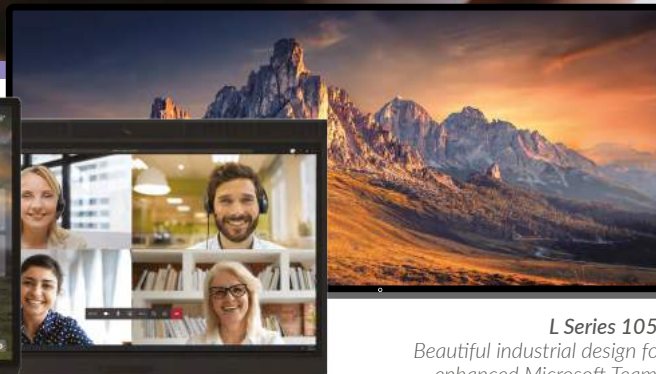 L Series 105
Beautiful industrial design fo
enhanced Microsoft Team